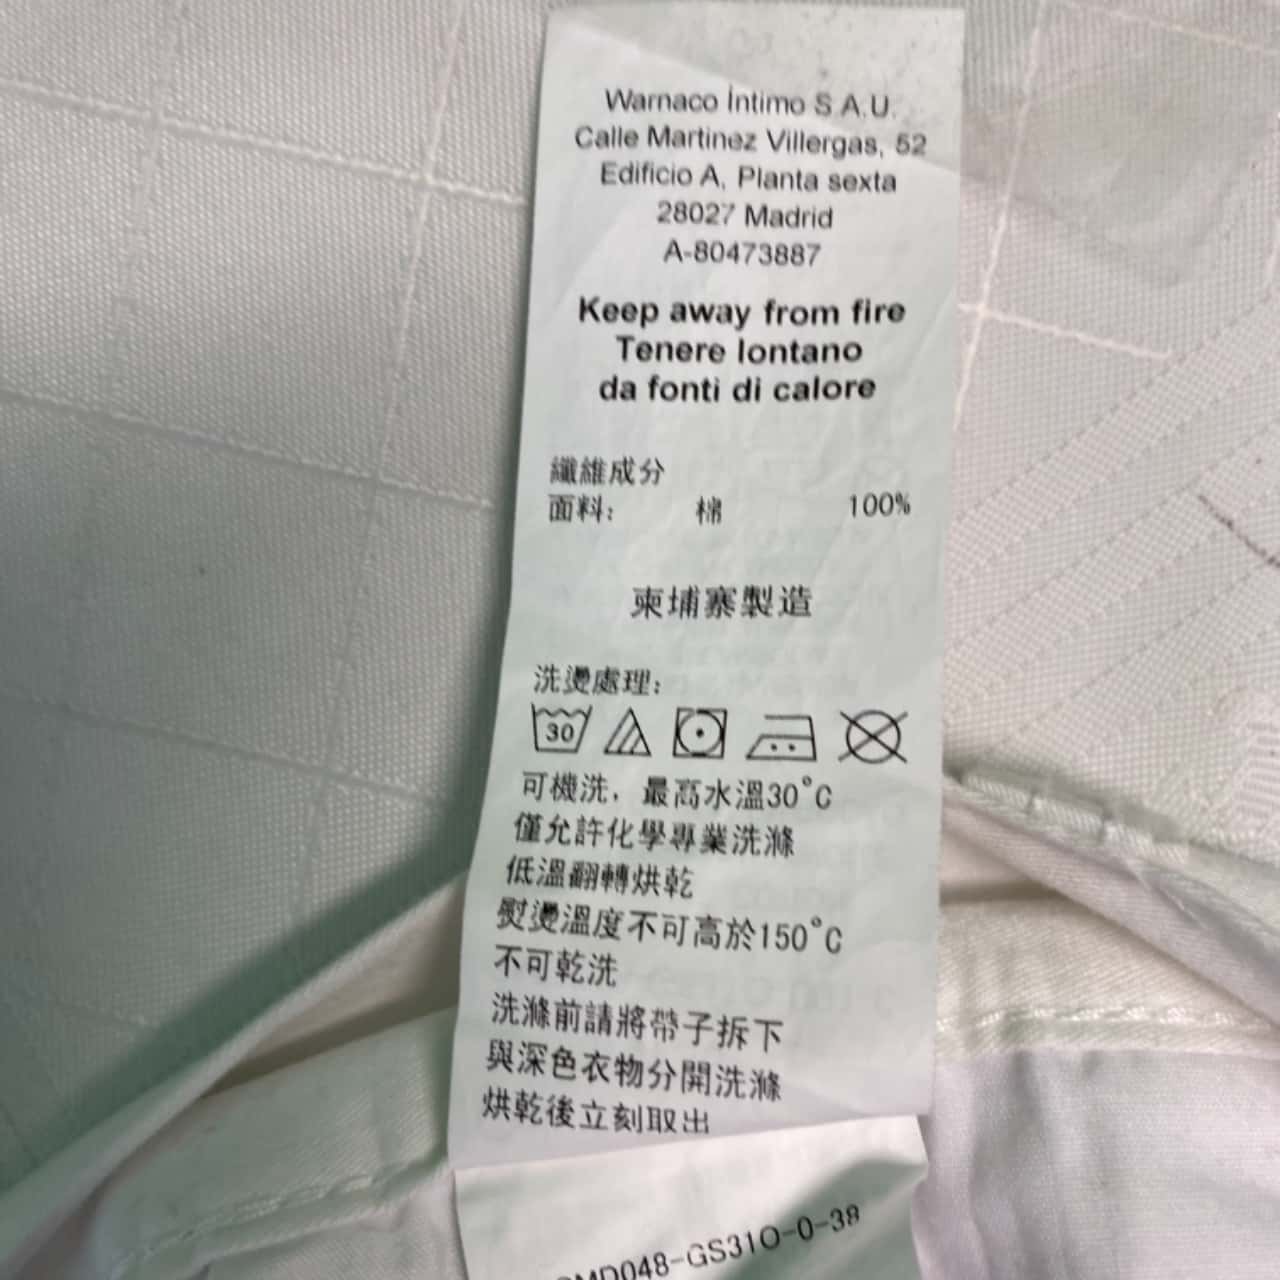 Warnaco Intimo S.A.U.
Calle Martinez Villergas, 52
Edificio A, Planta sexta
28027 Madrid
A-80473887
Keep away from fire
Tenere lontano
da fonti di calore
纖維成分
面料: 棉 100%
柬埔寨製造
洗燙處理:
30
可機洗, 最高水溫30°C
僅允許化學專業洗滌
低溫翻轉烘乾
熨燙溫度不可高於150°C
不可乾洗
洗滌前請將帶子拆下
與深色衣物分開洗滌
烘乾後立刻取出
MD048-GS310-0-38